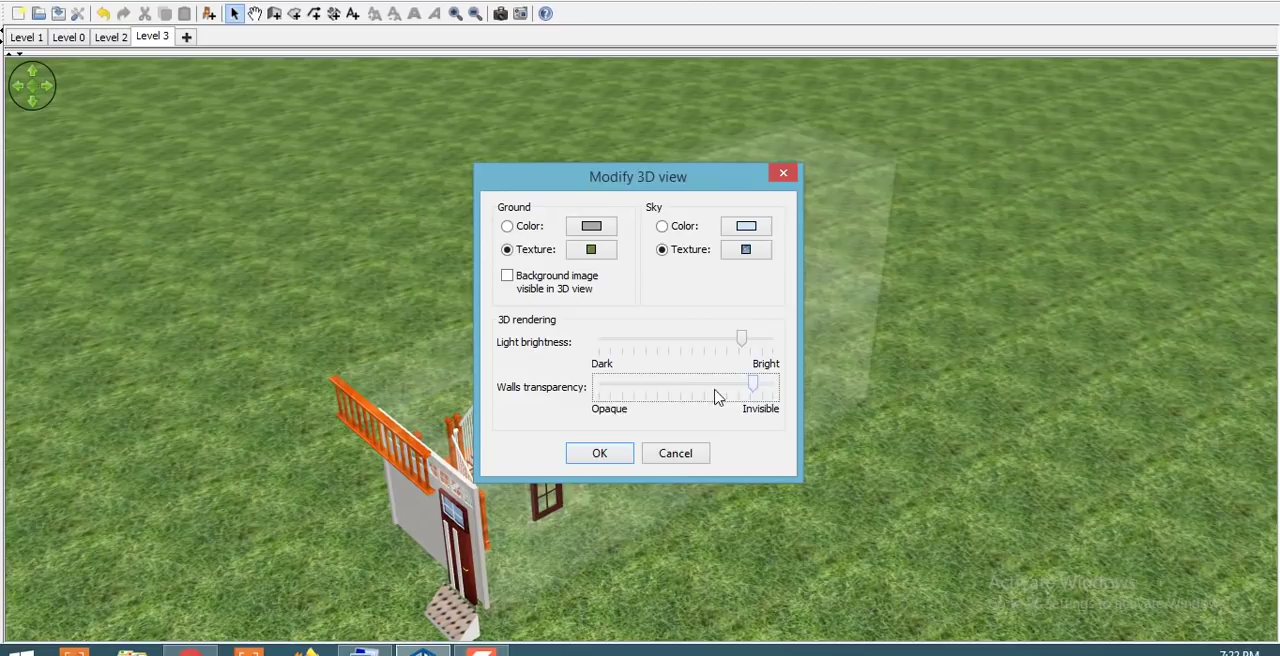 Level 1 Level 0 Level 2 Level 3
Modify 3D view
Ground Sky
Color: Color:
Texture: Texture:
Background image
visible in 3D view
3D rendering
Light brightness:
Dark Bright
Walls transparency:
Opaque Invisible
OK Cancel
Activate Windows
7:22 PM